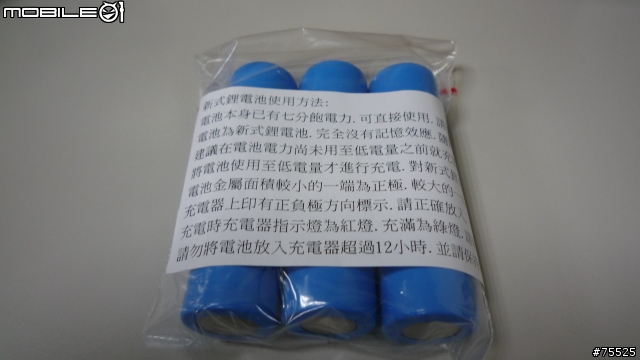 MOBILE01
新式鋰電池使用方法:
電池本身已有七分飽電力. 可直接使用. 請
電池為新式鋰電池. 完全沒有記憶效應. 隨
建議在電池電力尚未用至低電量之前就充
將電池使用至低電量才進行充電. 對新式鋰
電池金屬面積較小的一端為正極. 較大的一
充電器上印有正負極方向標示. 請正確放入
充電時充電器指示燈為紅燈. 充滿為綠燈.
請勿將電池放入充電器超過12小時. 並請保
#75525